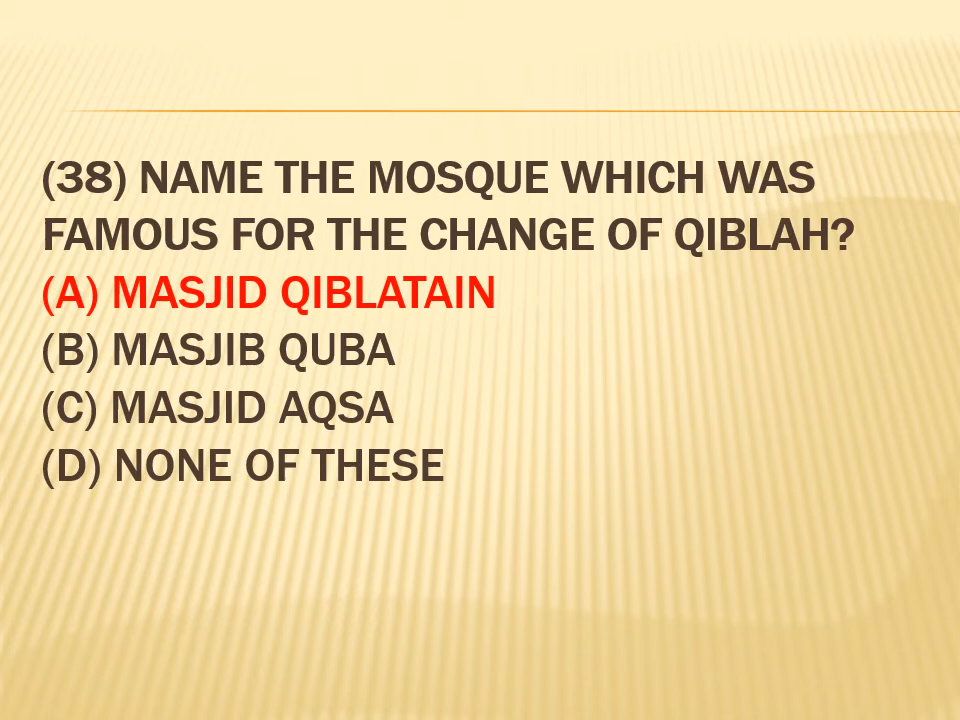 (38) NAME THE MOSQUE WHICH WAS
FAMOUS FOR THE CHANGE OF QIBLAH?
(A) MASJID QIBLATAIN
(B) MASJIB QUBA
(C) MASJID AQSA
(D) NONE OF THESE